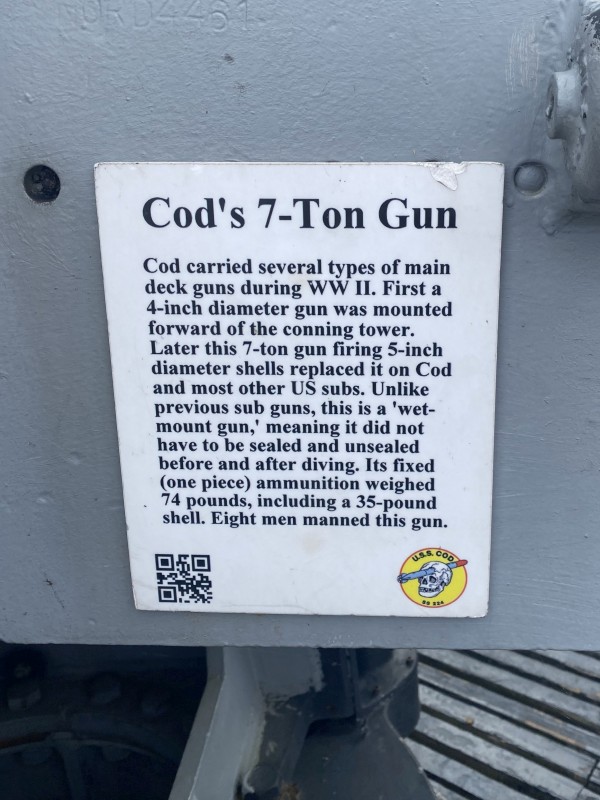 Cod's 7-Ton Gun
Cod carried several types of main
deck guns during WW II. First a
4-inch diameter gun was mounted
forward of the conning tower.
Later this 7-ton gun firing 5-inch
diameter shells replaced it on Cod
and most other US subs. Unlike
previous sub guns, this is a 'wet-
mount gun,' meaning it did not
have to be sealed and unsealed
before and after diving. Its fixed
(one piece) ammunition weighed
74 pounds, including a 35-pound
shell. Eight men manned this gun.
U.S.S. COD
SS 224